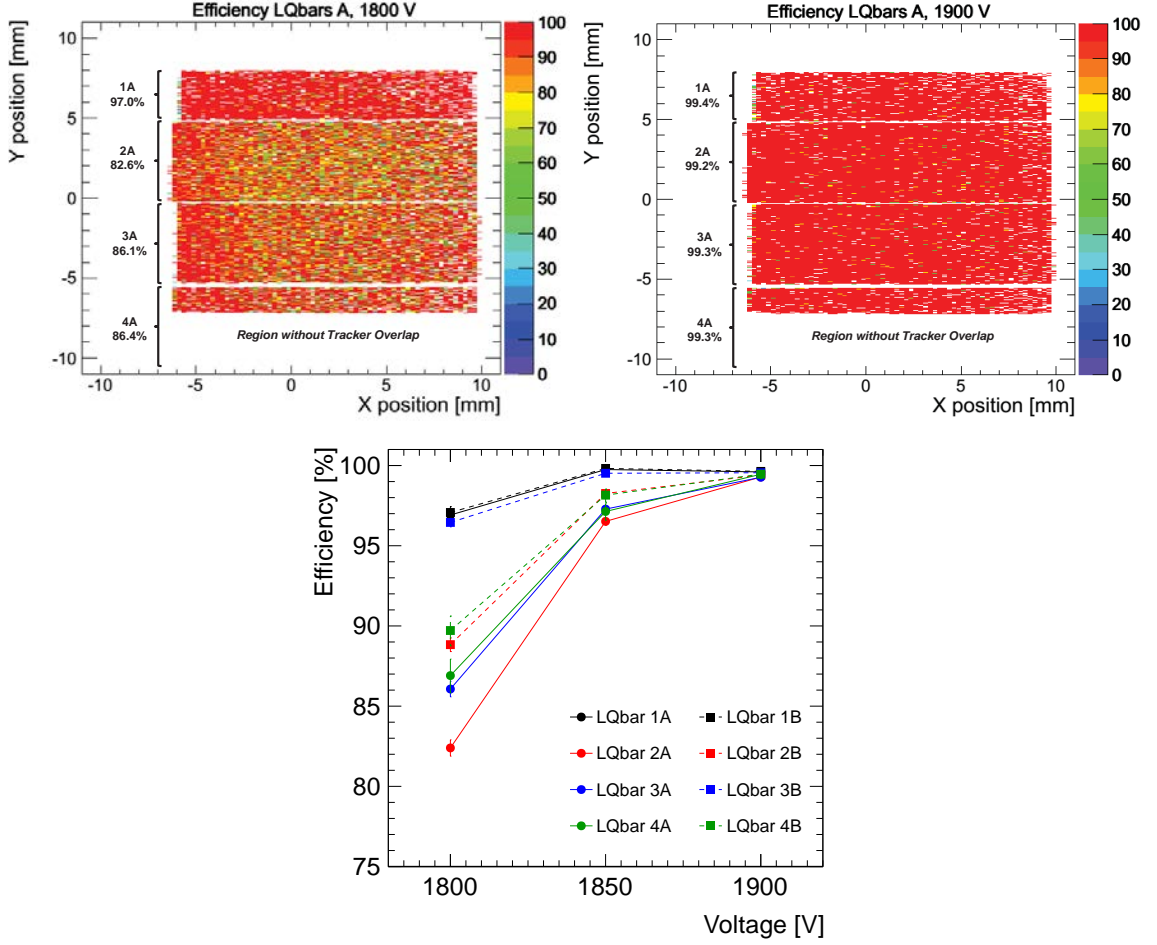 Efficiency LQbars A, 1800 V
Y position [mm]
10
5
0
-5
-10
1A
97.0%
2A
82.6%
3A
86.1%
4A
86.4%
Region without Tracker Overlap
-10
-5
0
5
10
X position [mm]
100
90
80
70
60
50
40
30
20
10
0
Efficiency LQbars A, 1900 V
Y position [mm]
10
5
0
-5
-10
1A
99.4%
2A
99.2%
3A
99.3%
4A
99.3%
Region without Tracker Overlap
-10
-5
0
5
10
X position [mm]
100
90
80
70
60
50
40
30
20
10
0
Efficiency [%]
100
95
90
85
80
75
LQbar 1A
LQbar 1B
LQbar 2A
LQbar 2B
LQbar 3A
LQbar 3B
LQbar 4A
LQbar 4B
1800
1850
1900
Voltage [V]